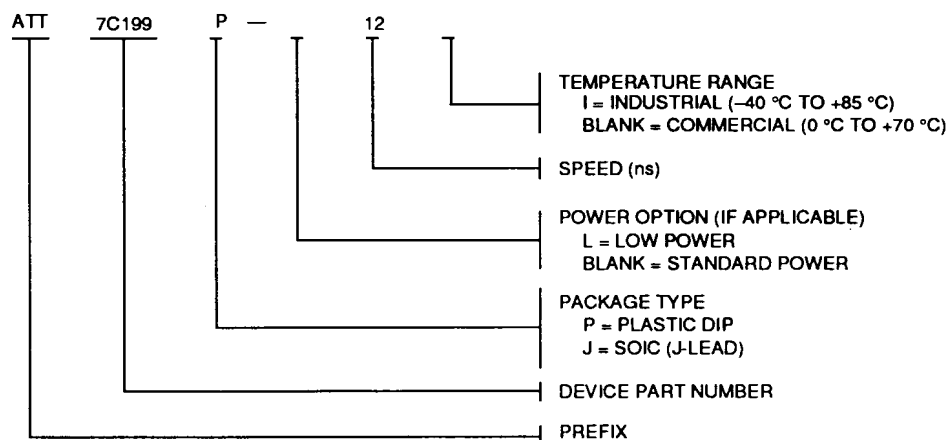 ATT 7C199 P — 12
TEMPERATURE RANGE
I = INDUSTRIAL (–40 °C TO +85 °C)
BLANK = COMMERCIAL (0 °C TO +70 °C)
SPEED (ns)
POWER OPTION (IF APPLICABLE)
L = LOW POWER
BLANK = STANDARD POWER
PACKAGE TYPE
P = PLASTIC DIP
J = SOIC (J-LEAD)
DEVICE PART NUMBER
PREFIX